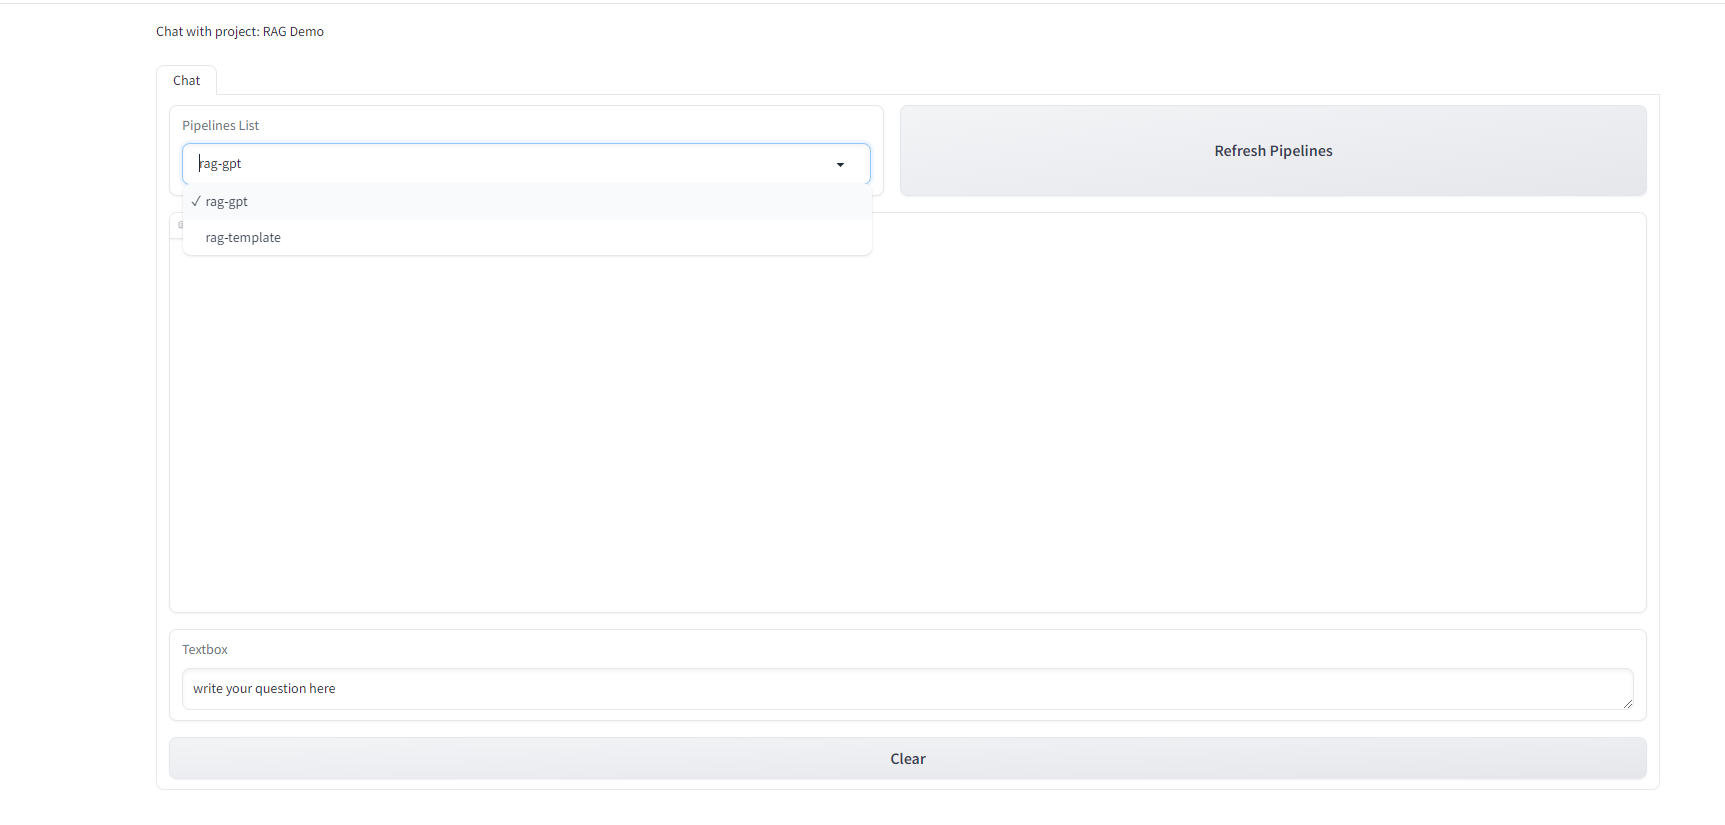 Chat with project: RAG Demo
Chat
Pipelines List
rag-gpt
Refresh Pipelines
✓ rag-gpt
rag-template
Textbox
write your question here
Clear